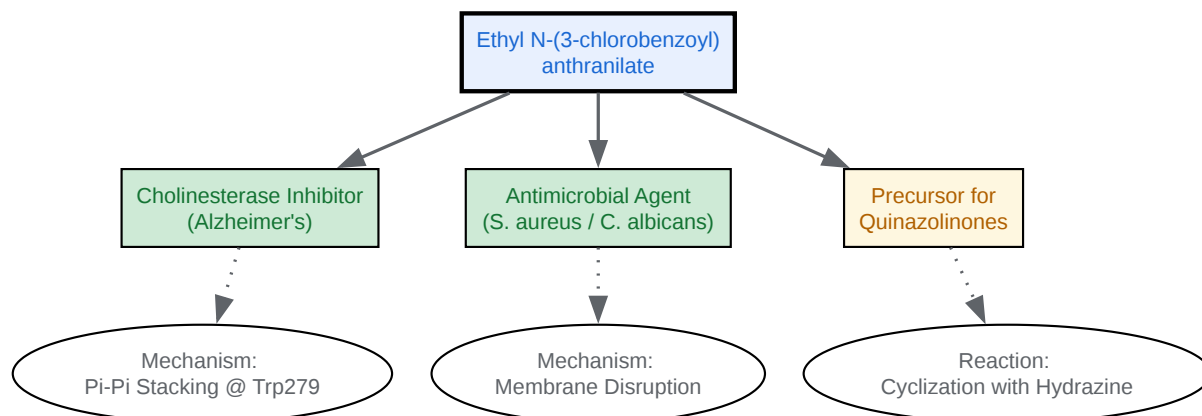 Ethyl N-(3-chlorobenzoyl)
anthranilate
Cholinesterase Inhibitor
(Alzheimer's)
Antimicrobial Agent
(S. aureus / C. albicans)
Precursor for
Quinazolinones
Mechanism:
Pi-Pi Stacking @ Trp279
Mechanism:
Membrane Disruption
Reaction:
Cyclization with Hydrazine